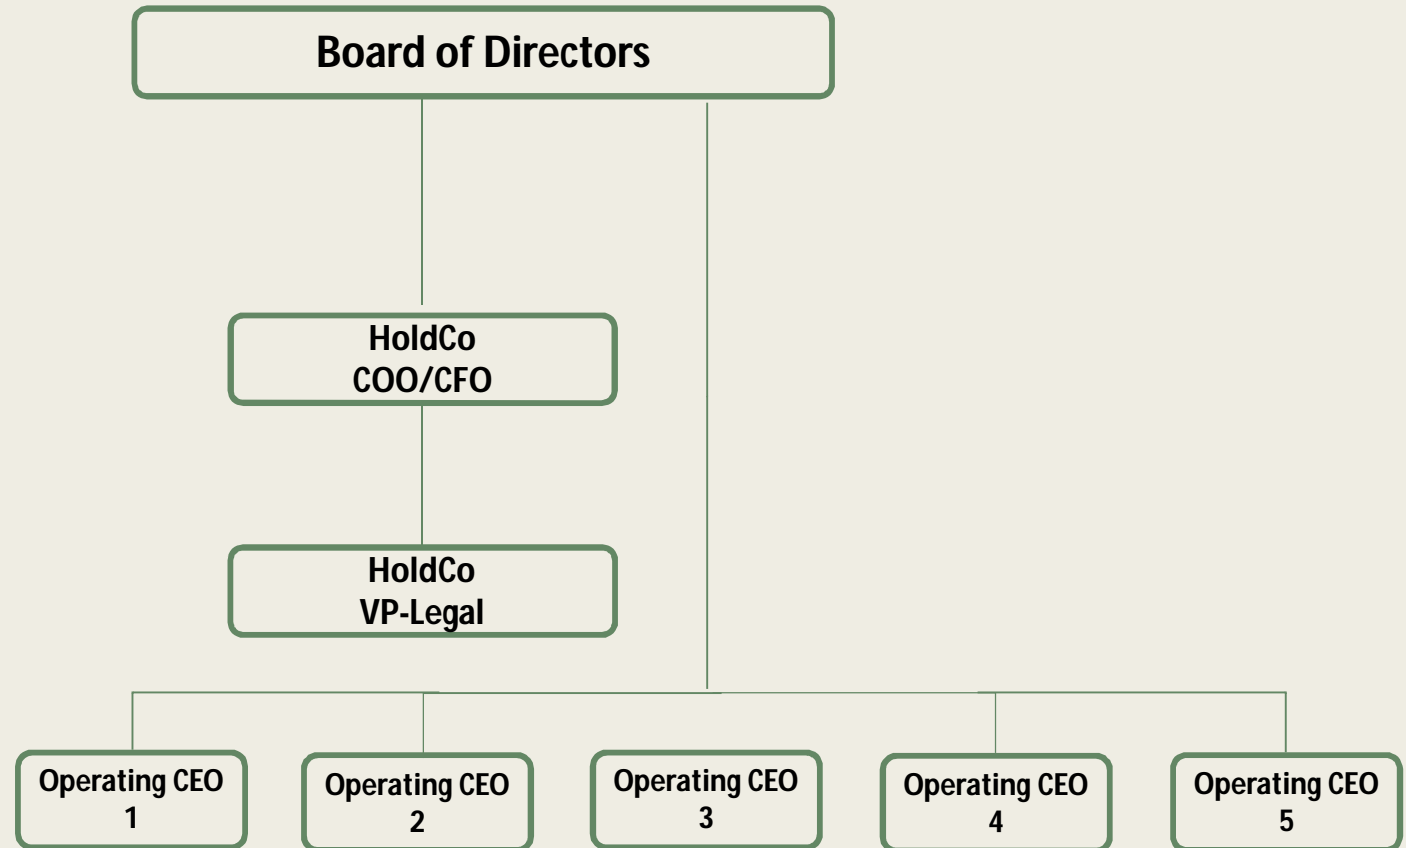 Board of Directors
HoldCo
COO/CFO
HoldCo
VP-Legal
Operating CEO
1
Operating CEO
2
Operating CEO
3
Operating CEO
4
Operating CEO
5